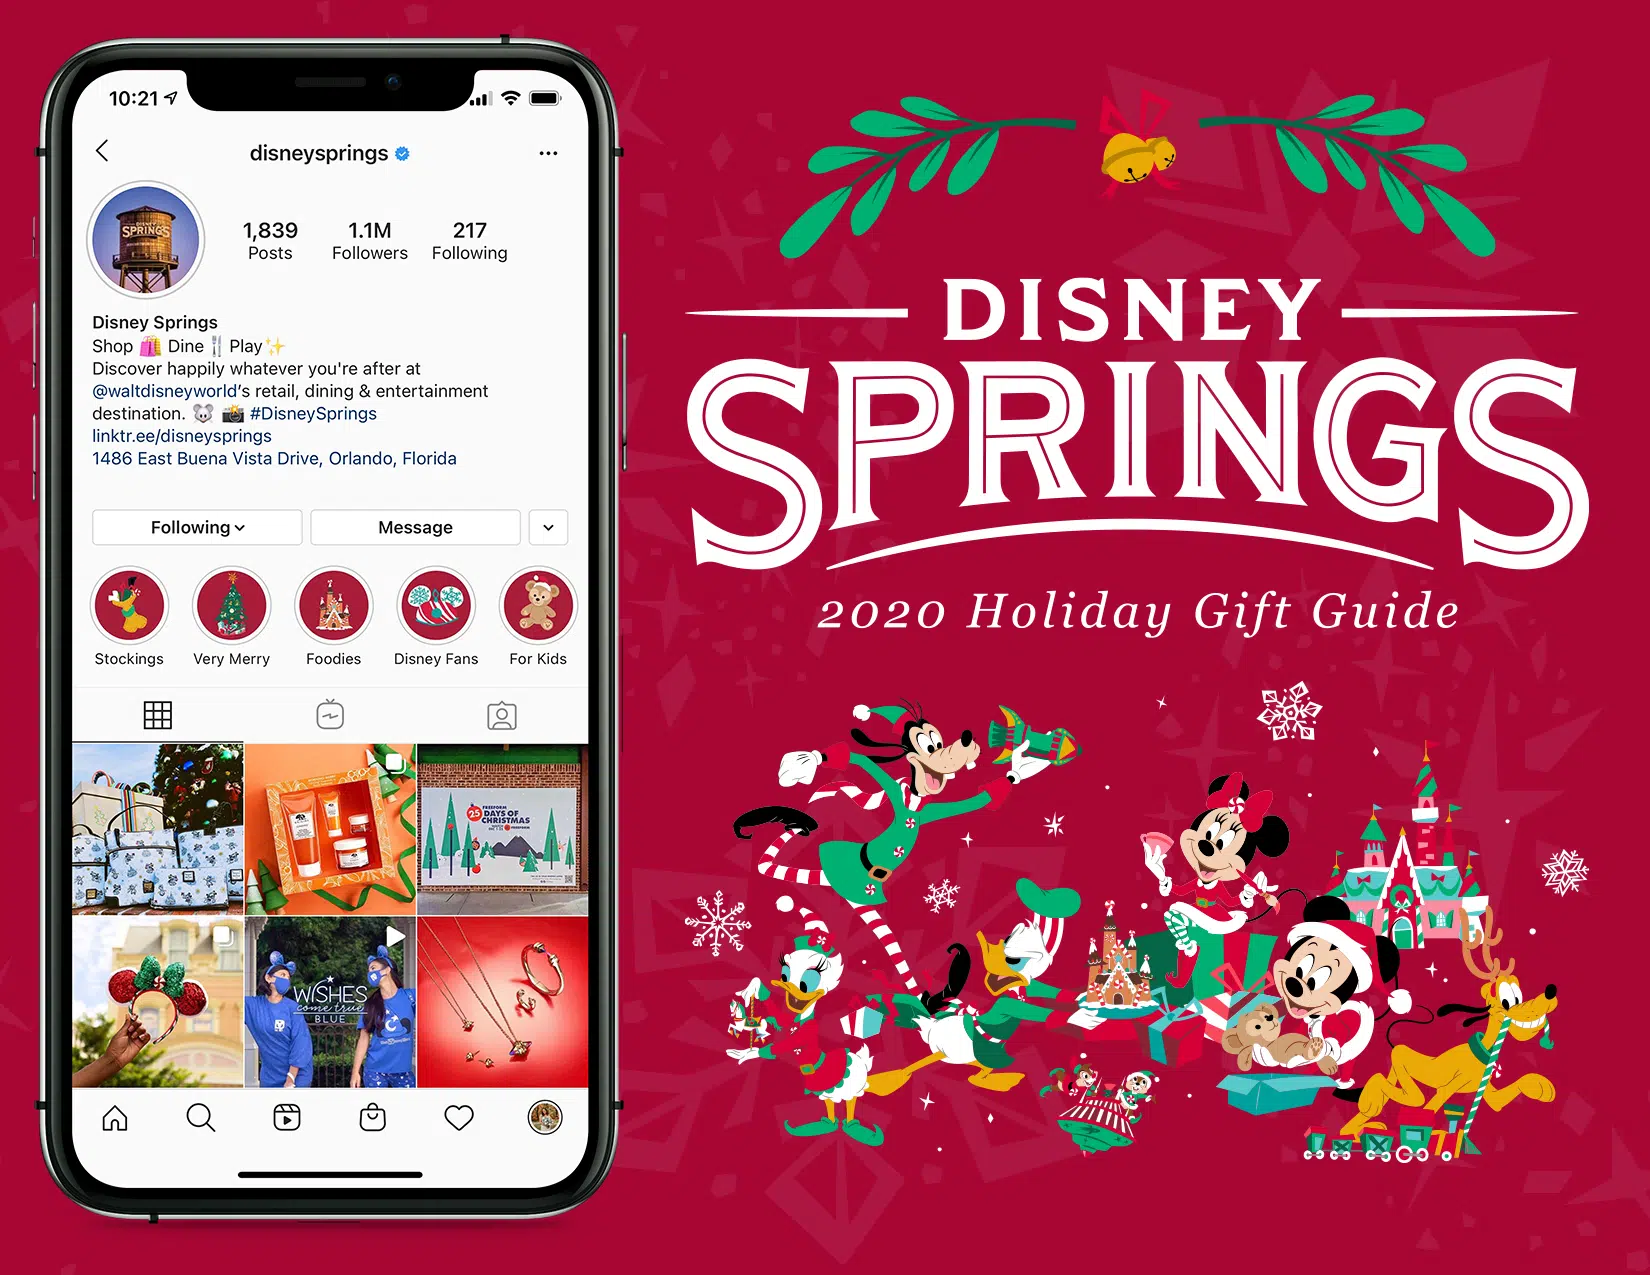 10:21
disneysprings
DISNEY
SPRINGS
1,839
Posts
1.1M
Followers
217
Following
Disney Springs
Shop 🛍️ Dine 🍴 Play✨
Discover happily whatever you're after at
@waltdisneyworld's retail, dining & entertainment
destination. 🐭 📸 #DisneySprings
linktr.ee/disneysprings
1486 East Buena Vista Drive, Orlando, Florida
Following
Message
Stockings
Very Merry
Foodies
Disney Fans
For Kids
25
FREEFORM
DAYS OF
CHRISTMAS
WISHES
come true
BLUE
DISNEY
SPRINGS
2020 Holiday Gift Guide